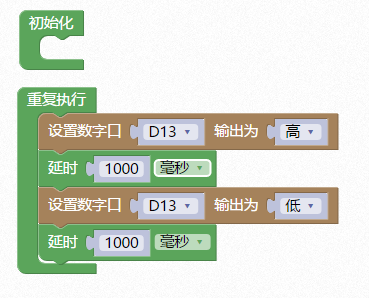 初始化
重复执行
设置数字口 D13 输出为 高
延时 1000 毫秒
设置数字口 D13 输出为 低
延时 1000 毫秒